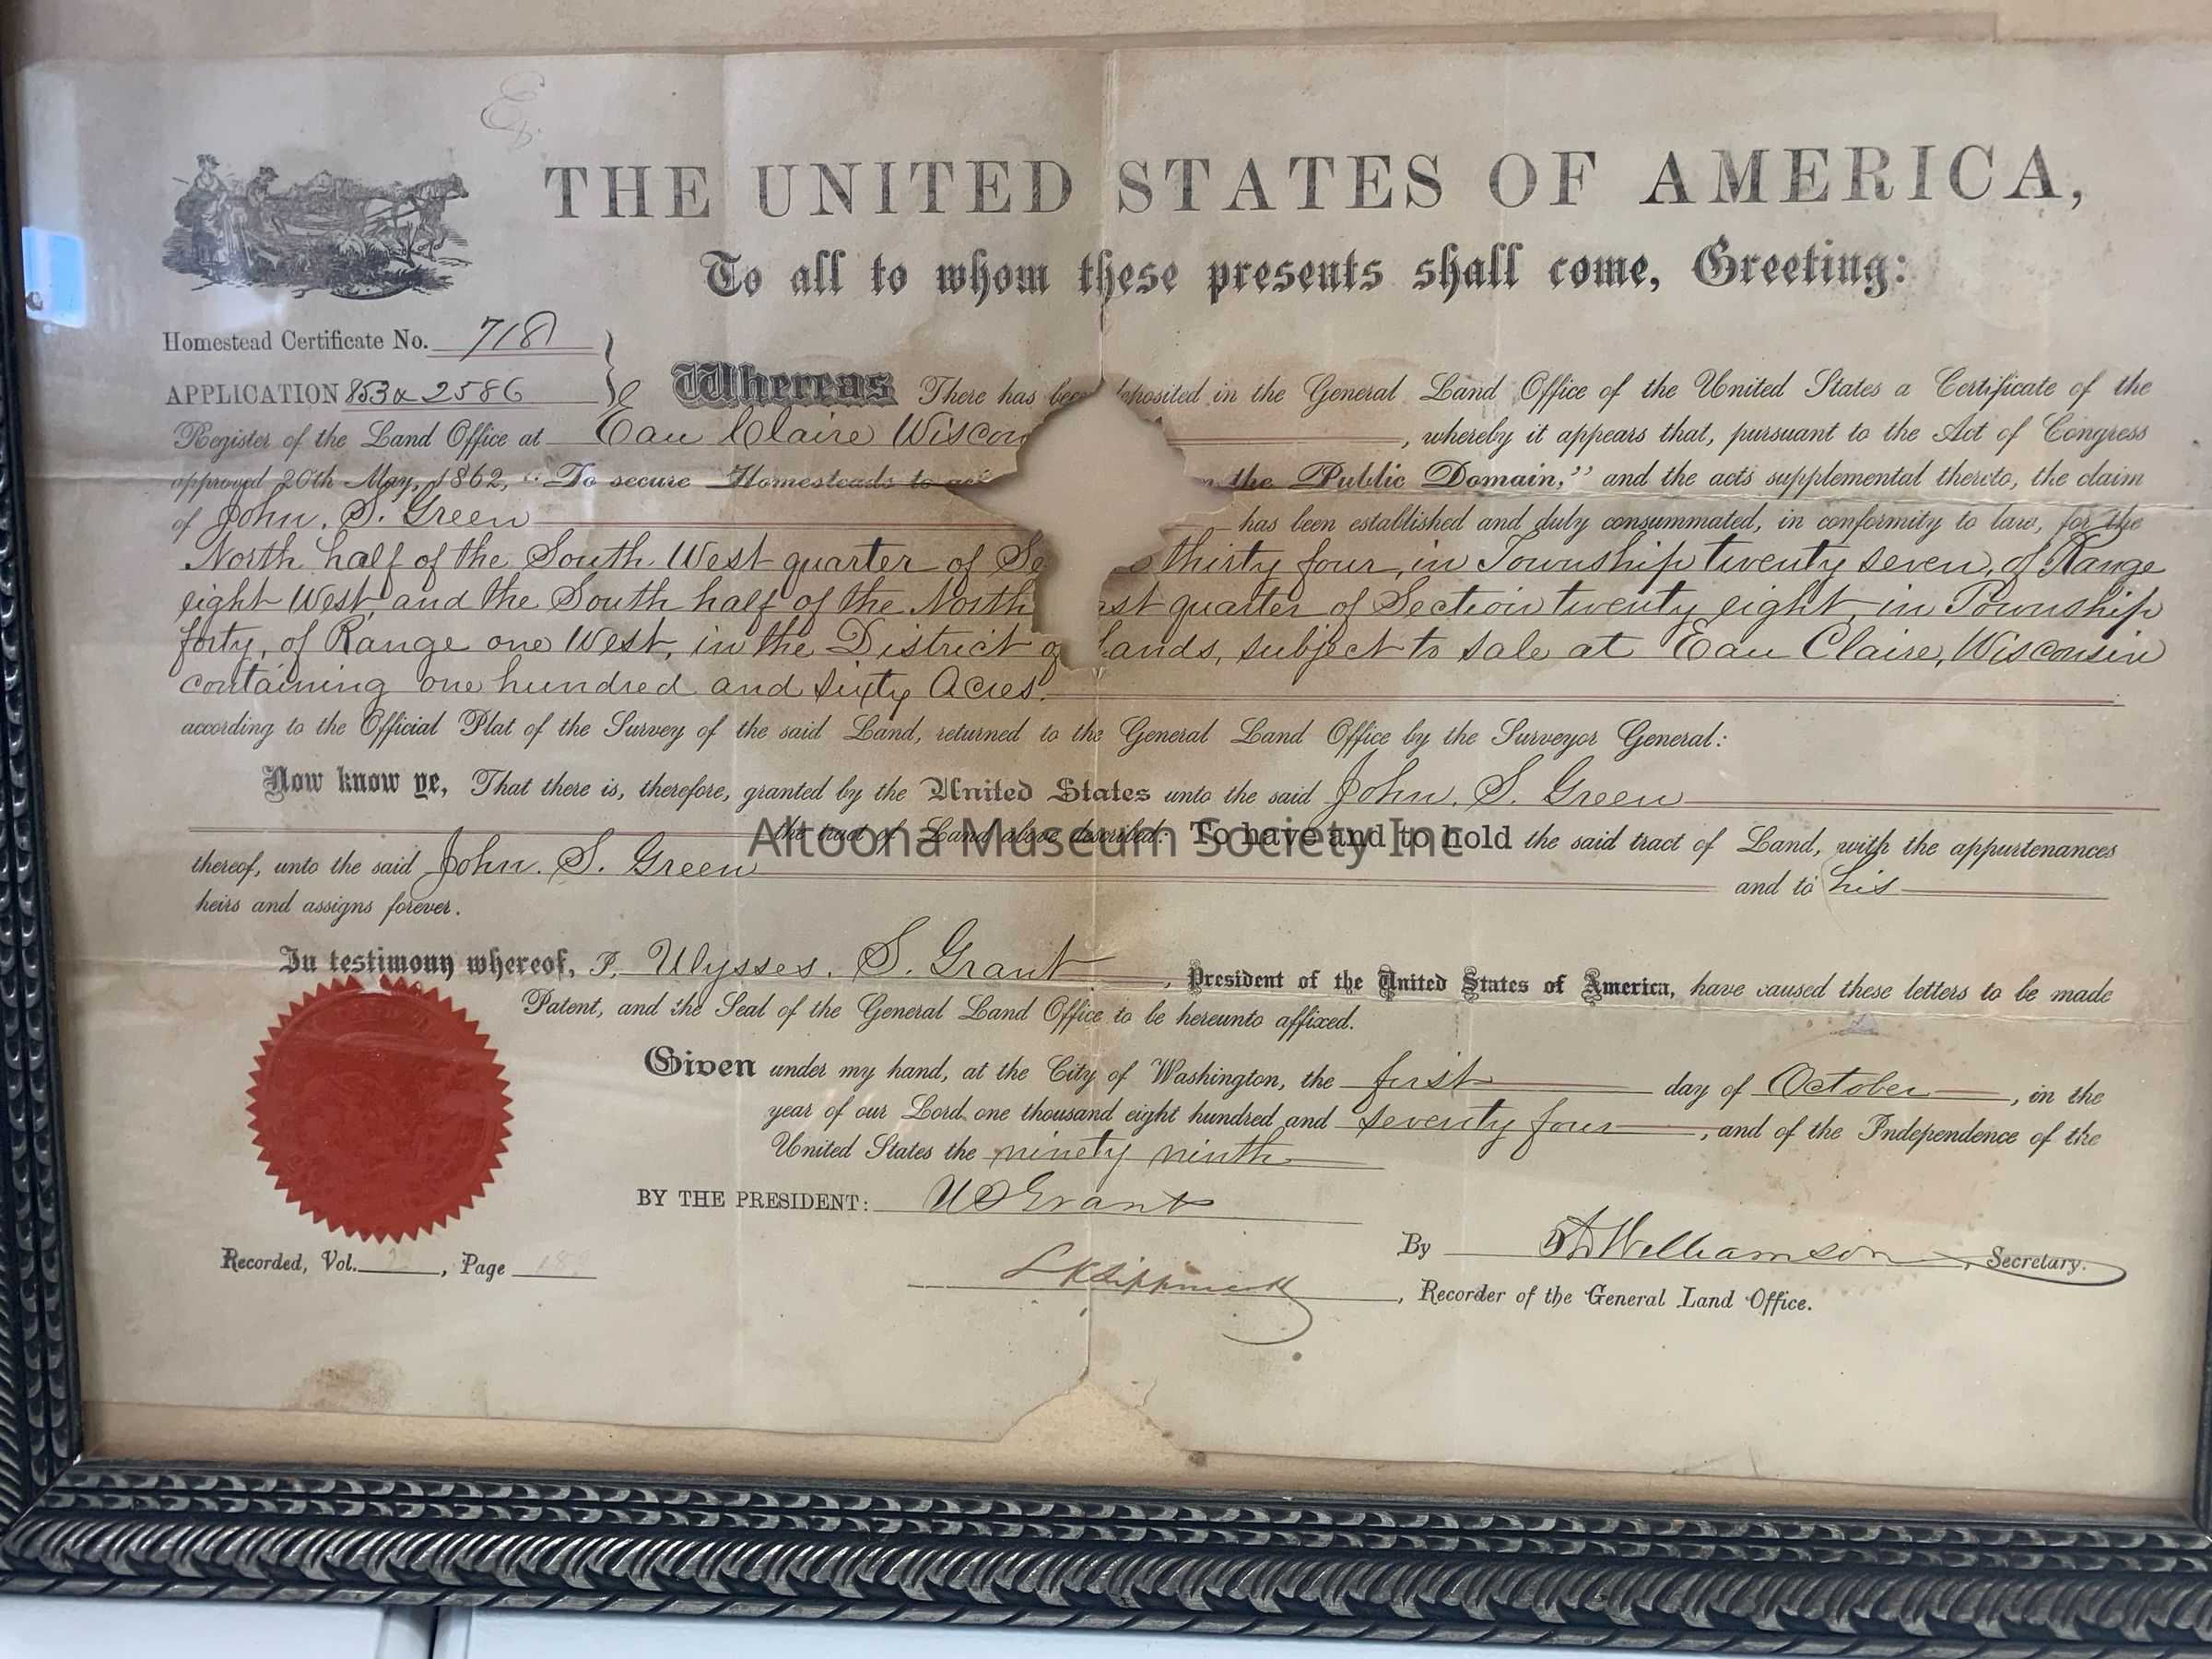 THE UNITED STATES OF AMERICA,
To all to whom these presents shall come, Greeting:
Homestead Certificate No. 718
APPLICATION 853 & 2586
Whereas There has been deposited in the General Land Office of the United States a Certificate of the
Register of the Land Office at Eau Claire Wiscon , whereby it appears that, pursuant to the Act of Congress
approved 20th May, 1862, "To secure Homesteads to act the Public Domain," and the acts supplemental thereto, the claim
of John. S. Green has been established and duly consummated, in conformity to law, for the
North half of the South West quarter of Se thirty four, in Township twenty seven, of Range
eight West, and the South half of the North ast quarter of Section twenty eight, in Township
forty, of Range one West, in the District of Lands, subject to sale at Eau Claire, Wisconsin
containing one hundred and sixty Acres.
according to the Official Plat of the Survey of the said Land, returned to the General Land Office by the Surveyor General:
Now know ye, That there is, therefore, granted by the United States unto the said John. S. Green
the tract of Land above described: To have and to hold the said tract of Land, with the appurtenances
Altoona Museum Society Inc
thereof, unto the said John. S. Green and to his
heirs and assigns forever.
In testimony whereof, I, Ulysses. S. Grant, President of the United States of America, have caused these letters to be made
Patent, and the Seal of the General Land Office to be hereunto affixed.
Given under my hand, at the City of Washington, the first day of October, in the
year of our Lord one thousand eight hundred and seventy four, and of the Independence of the
United States the ninety ninth
BY THE PRESIDENT: U S Grant
By Williamson, Secretary.
Recorded, Vol. , Page
, Recorder of the General Land Office.